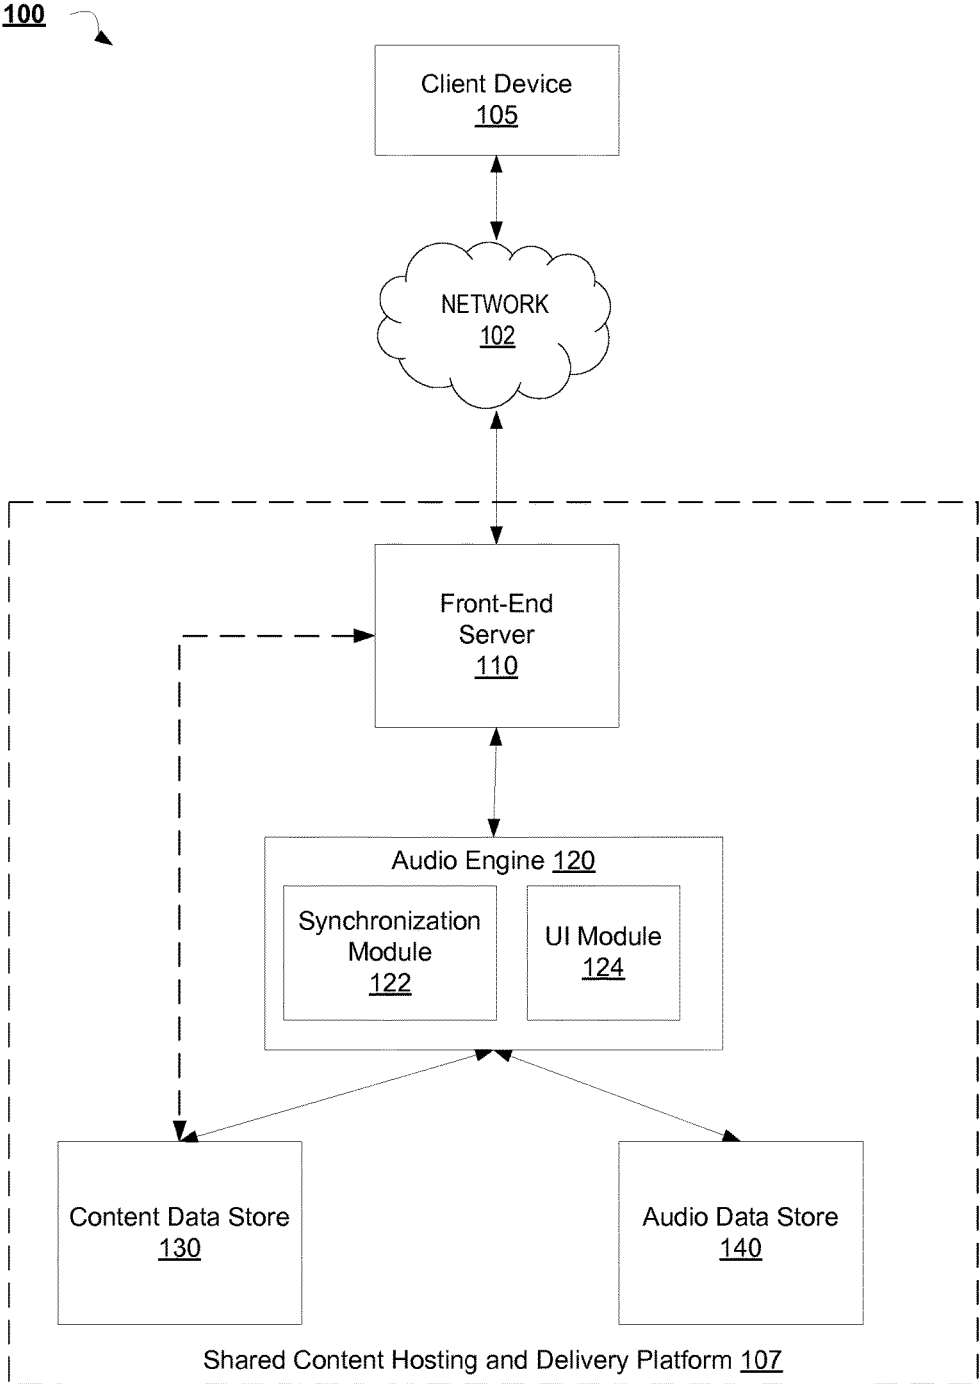 100
Client Device
105
NETWORK
102
Front-End
Server
110
Audio Engine 120
Synchronization
Module
122
UI Module
124
Content Data Store
130
Audio Data Store
140
Shared Content Hosting and Delivery Platform 107